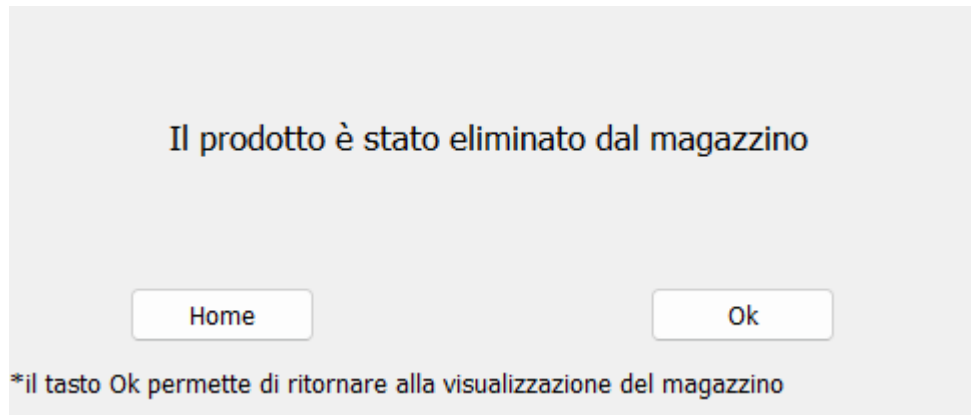 Il prodotto è stato eliminato dal magazzino
Home
Ok
*il tasto Ok permette di ritornare alla visualizzazione del magazzino